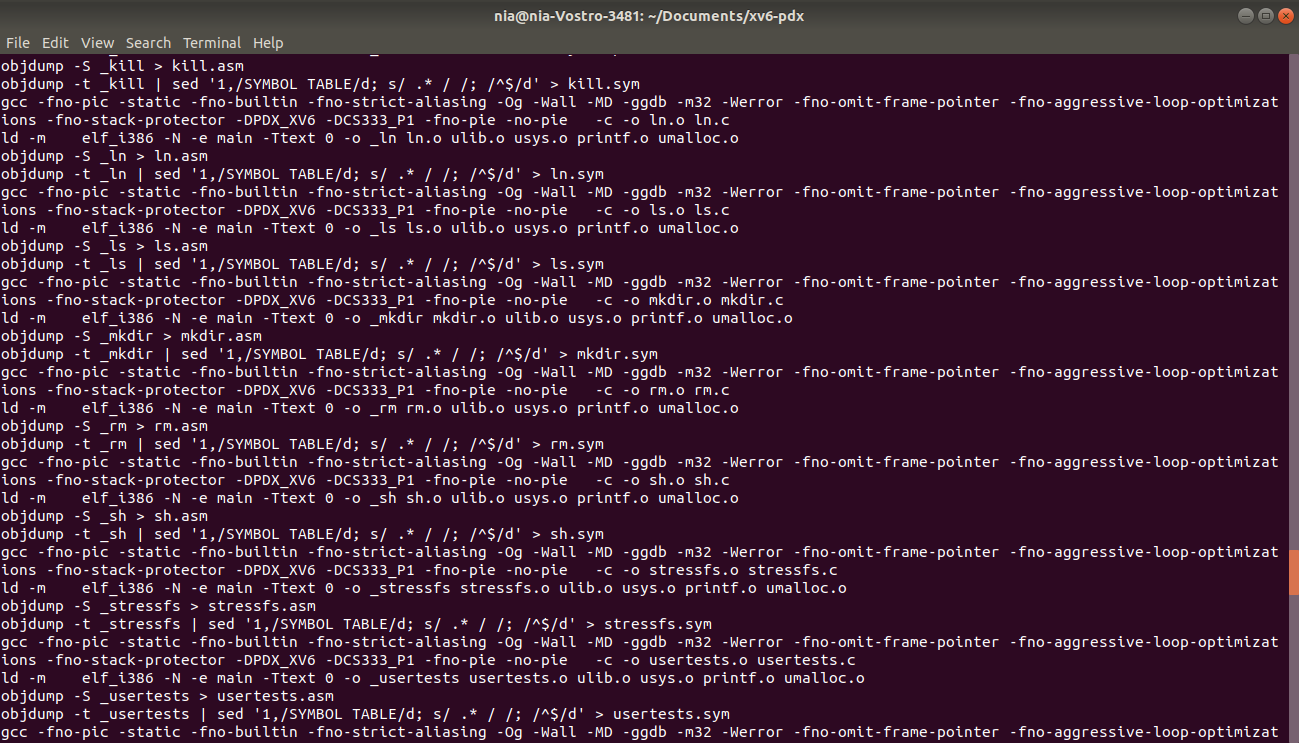 nia@nia-Vostro-3481: ~/Documents/xv6-pdx
File Edit View Search Terminal Help
objdump -S _kill > kill.asm
objdump -t _kill | sed '1,/SYMBOL TABLE/d; s/ .* / /; /^$/d' > kill.sym
gcc -fno-pic -static -fno-builtin -fno-strict-aliasing -Og -Wall -MD -ggdb -m32 -Werror -fno-omit-frame-pointer -fno-aggressive-loop-optimizat
ions -fno-stack-protector -DPDX_XV6 -DCS333_P1 -fno-pie -no-pie   -c -o ln.o ln.c
ld -m    elf_i386 -N -e main -Ttext 0 -o _ln ln.o ulib.o usys.o printf.o umalloc.o
objdump -S _ln > ln.asm
objdump -t _ln | sed '1,/SYMBOL TABLE/d; s/ .* / /; /^$/d' > ln.sym
gcc -fno-pic -static -fno-builtin -fno-strict-aliasing -Og -Wall -MD -ggdb -m32 -Werror -fno-omit-frame-pointer -fno-aggressive-loop-optimizat
ions -fno-stack-protector -DPDX_XV6 -DCS333_P1 -fno-pie -no-pie   -c -o ls.o ls.c
ld -m    elf_i386 -N -e main -Ttext 0 -o _ls ls.o ulib.o usys.o printf.o umalloc.o
objdump -S _ls > ls.asm
objdump -t _ls | sed '1,/SYMBOL TABLE/d; s/ .* / /; /^$/d' > ls.sym
gcc -fno-pic -static -fno-builtin -fno-strict-aliasing -Og -Wall -MD -ggdb -m32 -Werror -fno-omit-frame-pointer -fno-aggressive-loop-optimizat
ions -fno-stack-protector -DPDX_XV6 -DCS333_P1 -fno-pie -no-pie   -c -o mkdir.o mkdir.c
ld -m    elf_i386 -N -e main -Ttext 0 -o _mkdir mkdir.o ulib.o usys.o printf.o umalloc.o
objdump -S _mkdir > mkdir.asm
objdump -t _mkdir | sed '1,/SYMBOL TABLE/d; s/ .* / /; /^$/d' > mkdir.sym
gcc -fno-pic -static -fno-builtin -fno-strict-aliasing -Og -Wall -MD -ggdb -m32 -Werror -fno-omit-frame-pointer -fno-aggressive-loop-optimizat
ions -fno-stack-protector -DPDX_XV6 -DCS333_P1 -fno-pie -no-pie   -c -o rm.o rm.c
ld -m    elf_i386 -N -e main -Ttext 0 -o _rm rm.o ulib.o usys.o printf.o umalloc.o
objdump -S _rm > rm.asm
objdump -t _rm | sed '1,/SYMBOL TABLE/d; s/ .* / /; /^$/d' > rm.sym
gcc -fno-pic -static -fno-builtin -fno-strict-aliasing -Og -Wall -MD -ggdb -m32 -Werror -fno-omit-frame-pointer -fno-aggressive-loop-optimizat
ions -fno-stack-protector -DPDX_XV6 -DCS333_P1 -fno-pie -no-pie   -c -o sh.o sh.c
ld -m    elf_i386 -N -e main -Ttext 0 -o _sh sh.o ulib.o usys.o printf.o umalloc.o
objdump -S _sh > sh.asm
objdump -t _sh | sed '1,/SYMBOL TABLE/d; s/ .* / /; /^$/d' > sh.sym
gcc -fno-pic -static -fno-builtin -fno-strict-aliasing -Og -Wall -MD -ggdb -m32 -Werror -fno-omit-frame-pointer -fno-aggressive-loop-optimizat
ions -fno-stack-protector -DPDX_XV6 -DCS333_P1 -fno-pie -no-pie   -c -o stressfs.o stressfs.c
ld -m    elf_i386 -N -e main -Ttext 0 -o _stressfs stressfs.o ulib.o usys.o printf.o umalloc.o
objdump -S _stressfs > stressfs.asm
objdump -t _stressfs | sed '1,/SYMBOL TABLE/d; s/ .* / /; /^$/d' > stressfs.sym
gcc -fno-pic -static -fno-builtin -fno-strict-aliasing -Og -Wall -MD -ggdb -m32 -Werror -fno-omit-frame-pointer -fno-aggressive-loop-optimizat
ions -fno-stack-protector -DPDX_XV6 -DCS333_P1 -fno-pie -no-pie   -c -o usertests.o usertests.c
ld -m    elf_i386 -N -e main -Ttext 0 -o _usertests usertests.o ulib.o usys.o printf.o umalloc.o
objdump -S _usertests > usertests.asm
objdump -t _usertests | sed '1,/SYMBOL TABLE/d; s/ .* / /; /^$/d' > usertests.sym
gcc -fno-pic -static -fno-builtin -fno-strict-aliasing -Og -Wall -MD -ggdb -m32 -Werror -fno-omit-frame-pointer -fno-aggressive-loop-optimizat